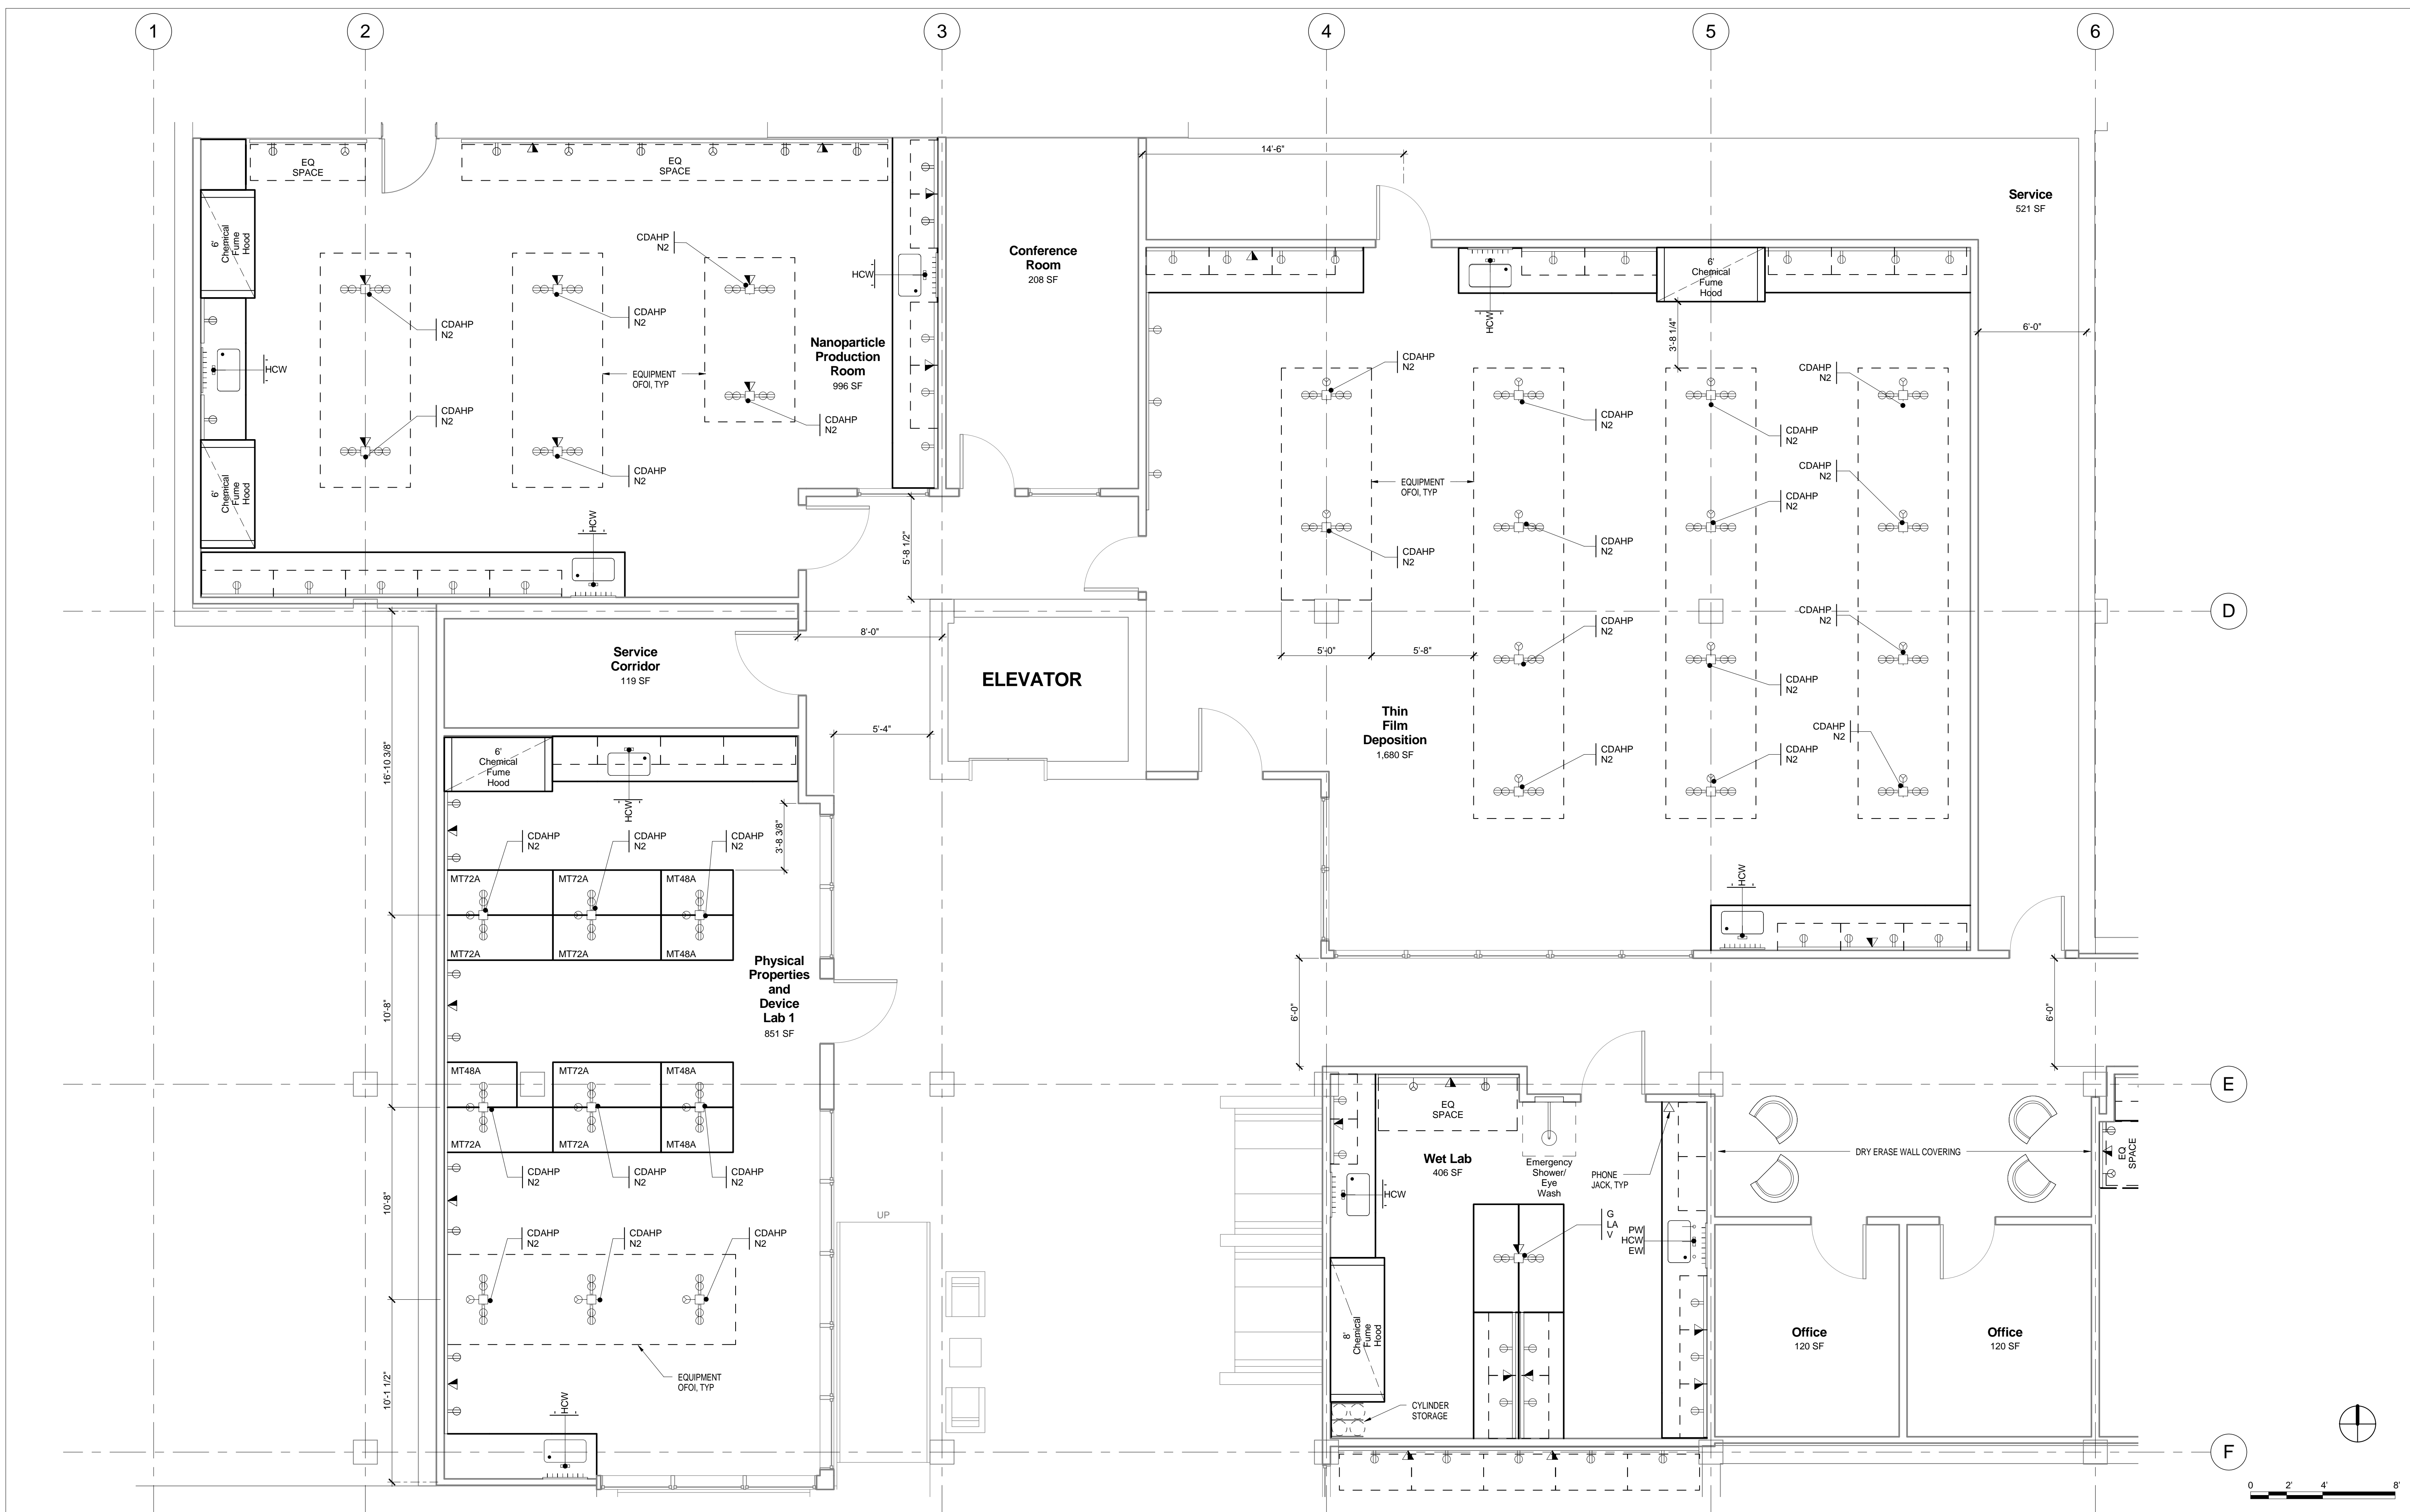 1
2
3
4
5
6
EQ
SPACE
EQ
SPACE
6'
Chemical
Fume
Hood
CDAHP
N2
HCW
CDAHP
N2
CDAHP
N2
HCW
Nanoparticle
Production
Room
996 SF
EQUIPMENT
OFOI, TYP
CDAHP
N2
CDAHP
N2
CDAHP
N2
6'
Chemical
Fume
Hood
HCW
Conference
Room
208 SF
14'-6"
Service
521 SF
HCW
6'
Chemical
Fume
Hood
3'-8 1/4"
6'-0"
CDAHP
N2
CDAHP
N2
CDAHP
N2
CDAHP
N2
CDAHP
N2
EQUIPMENT
OFOI, TYP
CDAHP
N2
CDAHP
N2
CDAHP
N2
5'-8 1/2"
D
CDAHP
N2
CDAHP
N2
8'-0"
Service
Corridor
119 SF
ELEVATOR
5'-0"
5'-8"
CDAHP
N2
Thin
Film
Deposition
1,680 SF
CDAHP
N2
CDAHP
N2
CDAHP
N2
5'-4"
16'-10 3/8"
6'
Chemical
Fume
Hood
HCW
3'-8 3/8"
CDAHP
N2
CDAHP
N2
CDAHP
N2
MT72A
MT72A
MT48A
MT72A
MT72A
MT48A
HCW
Physical
Properties
and
Device
Lab 1
851 SF
10'-8"
6'-0"
6'-0"
MT48A
MT72A
MT48A
E
MT72A
MT72A
MT48A
CDAHP
N2
CDAHP
N2
CDAHP
N2
10'-8"
UP
CDAHP
N2
CDAHP
N2
CDAHP
N2
EQUIPMENT
OFOI, TYP
10'-1 1/2"
HCW
EQ
SPACE
Wet Lab
406 SF
Emergency
Shower/
Eye
Wash
PHONE
JACK, TYP
HCW
G
LA
V
PW
HCW
EW
8'
Chemical
Fume
Hood
CYLINDER
STORAGE
DRY ERASE WALL COVERING
EQ
SPACE
Office
120 SF
Office
120 SF
F
0
2'
4'
8'